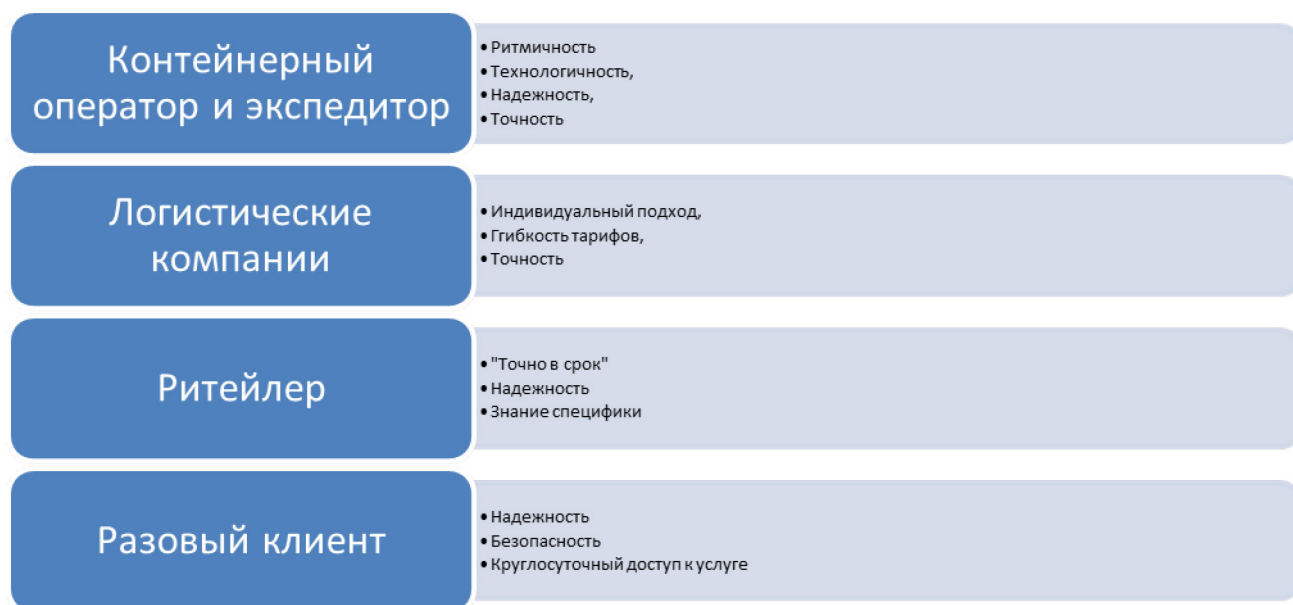 Контейнерный
оператор и экспедитор
• Ритмичность
• Технологичность,
• Надежность,
• Точность
Логистические
компании
• Индивидуальный подход,
• Ггибкость тарифов,
• Точность
Ритейлер
• "Точно в срок"
• Надежность
• Знание специфики
Разовый клиент
• Надежность
• Безопасность
• Круглосуточный доступ к услуге